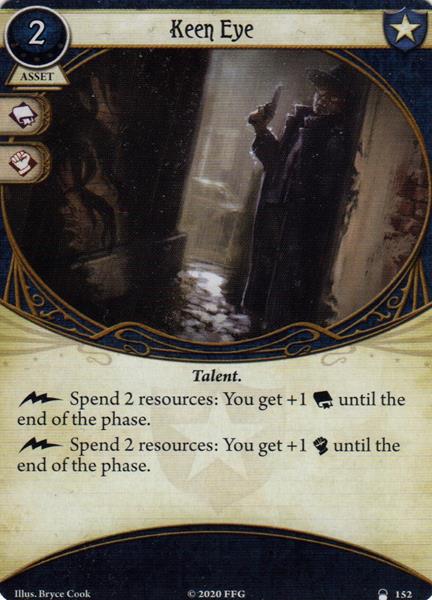 Keen Eye
2
ASSET
Talent.
Spend 2 resources: You get +1 until the
end of the phase.
Spend 2 resources: You get +1 until the
end of the phase.
Illus. Bryce Cook
© 2020 FFG
152